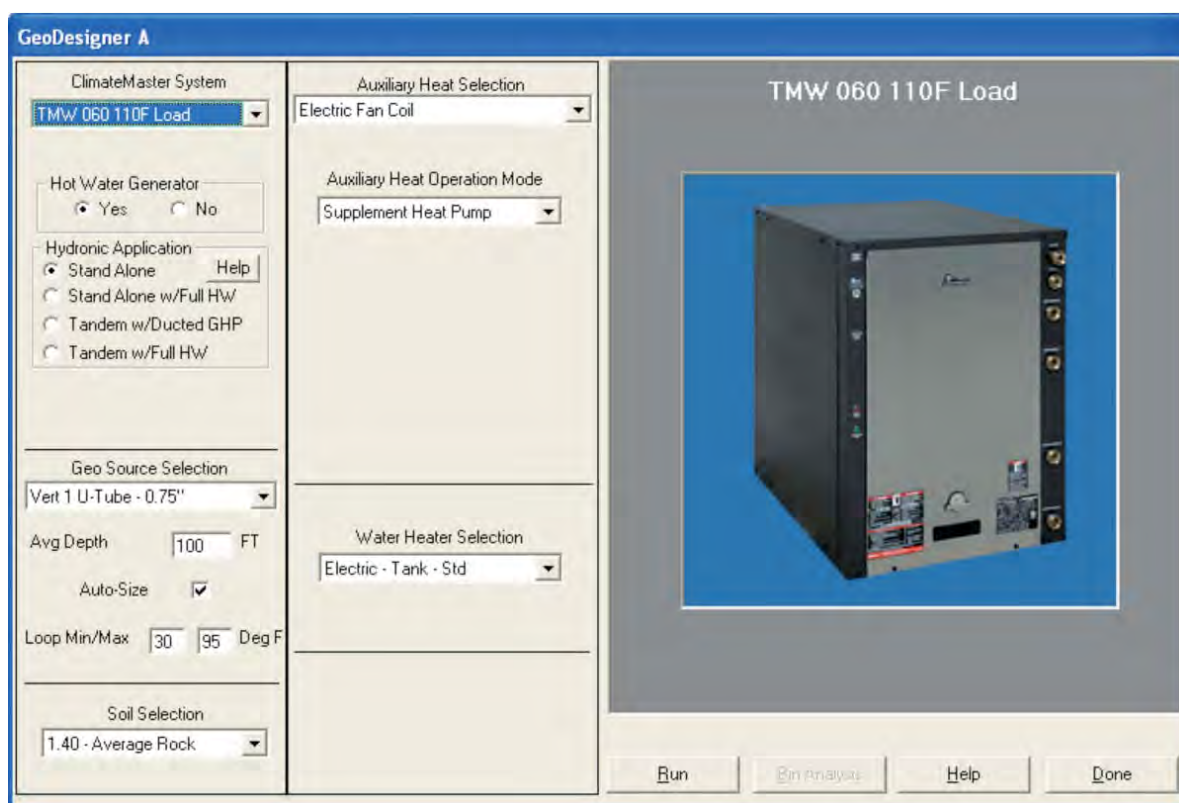 GeoDesigner A
ClimateMaster System
TMW 060 110F Load
Hot Water Generator
Yes No
Hydronic Application
Stand Alone Help
Stand Alone w/Full HW
Tandem w/Ducted GHP
Tandem w/Full HW
Geo Source Selection
Vert 1 U-Tube - 0.75"
Avg Depth 100 FT
Auto-Size
Loop Min/Max 30 95 Deg F
Soil Selection
1.40 - Average Rock
Auxiliary Heat Selection
Electric Fan Coil
Auxiliary Heat Operation Mode
Supplement Heat Pump
Water Heater Selection
Electric - Tank - Std
TMW 060 110F Load
Run Bin Analysis Help Done